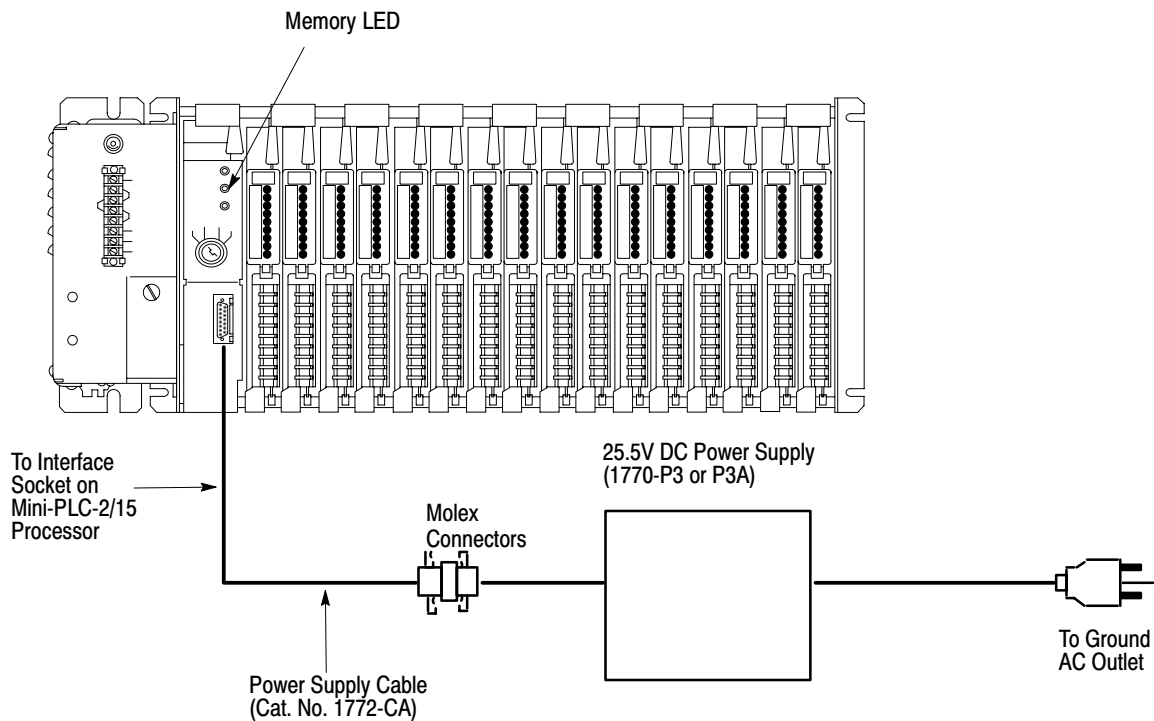 Memory LED
25.5V DC Power Supply
(1770-P3 or P3A)
To Interface
Socket on
Mini-PLC-2/15
Processor
Molex
Connectors
To Ground
AC Outlet
Power Supply Cable
(Cat. No. 1772-CA)